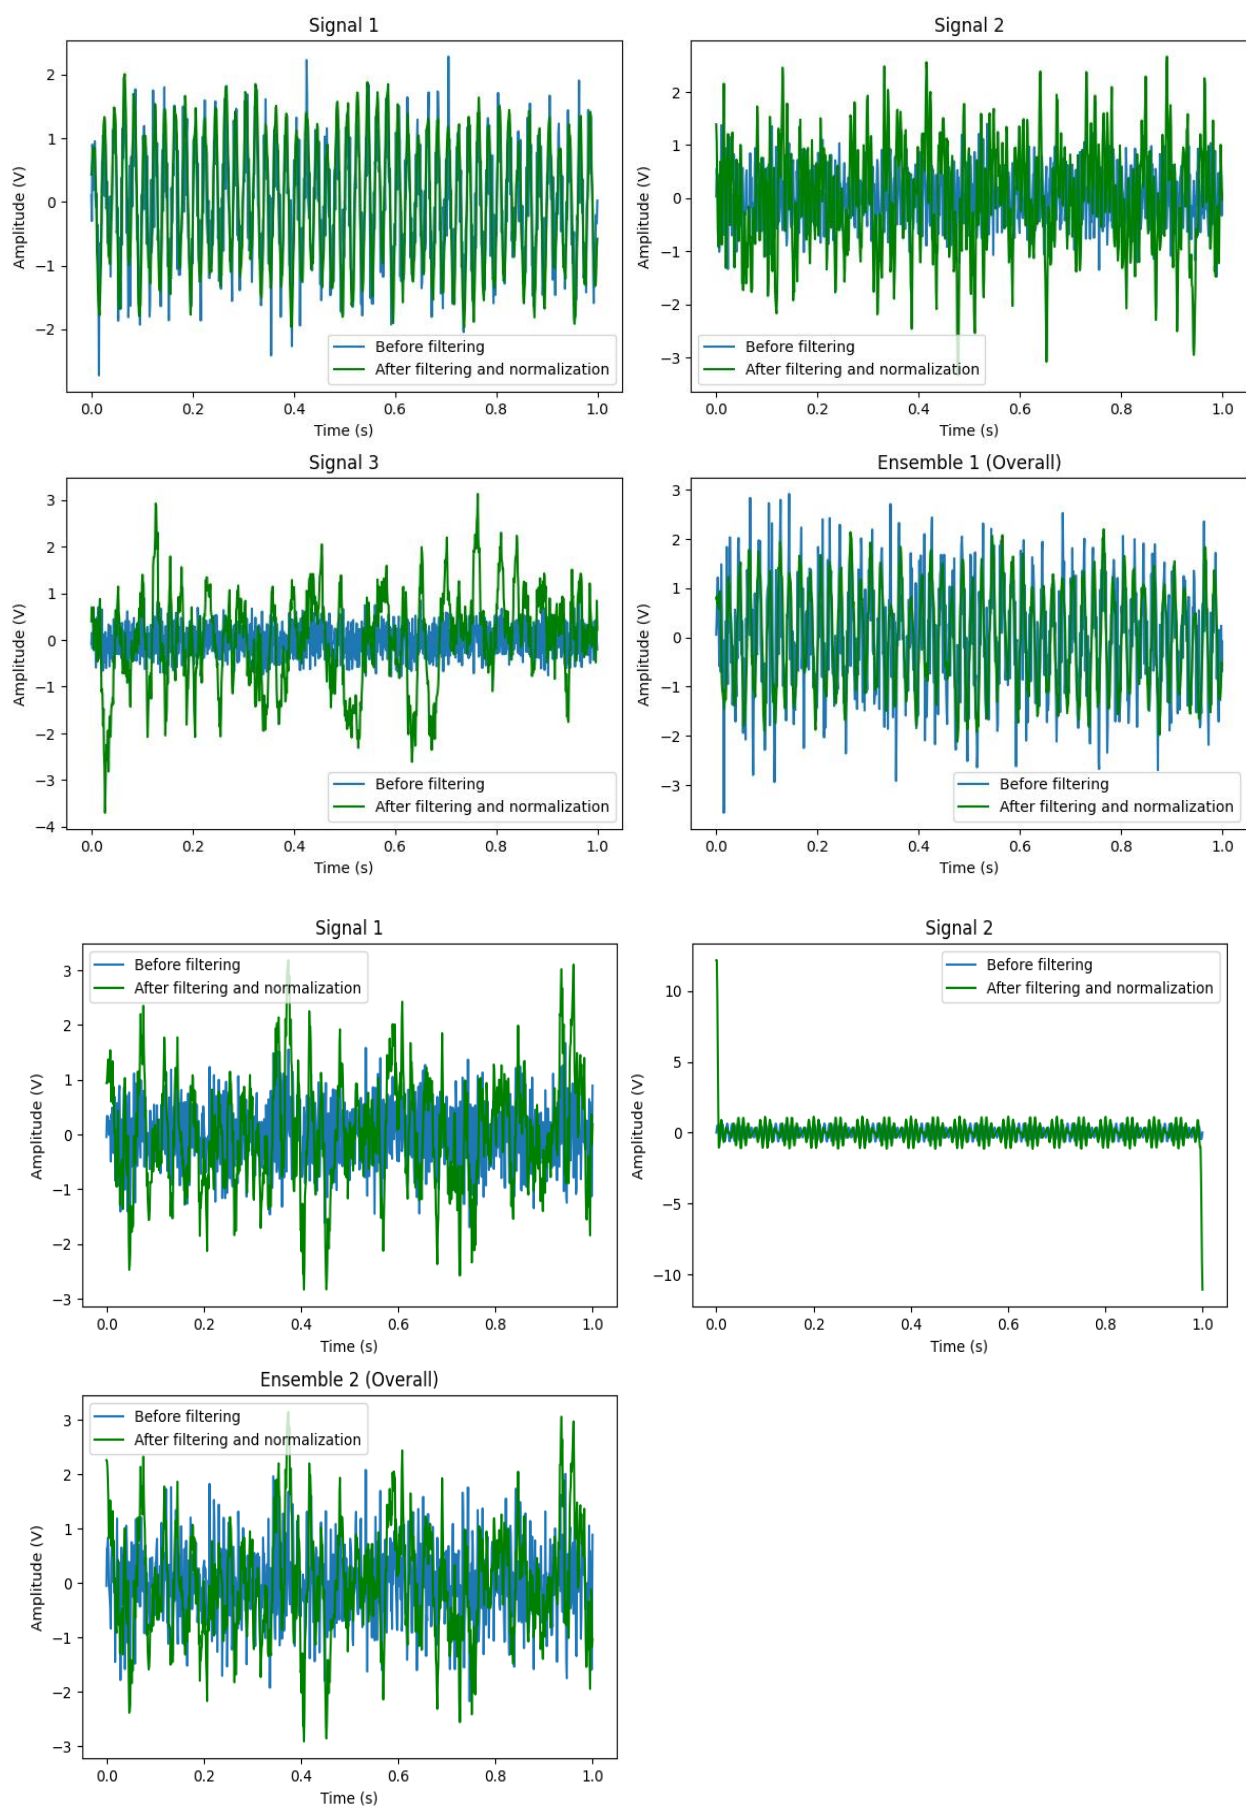 Signal 1
2
1
0
−1
−2
Amplitude (V)
Before filtering
After filtering and normalization
0.0 0.2 0.4 0.6 0.8 1.0
Time (s)
Signal 2
2
1
0
−1
−2
−3
Amplitude (V)
Before filtering
After filtering and normalization
0.0 0.2 0.4 0.6 0.8 1.0
Time (s)
Signal 3
3
2
1
0
−1
−2
−3
−4
Amplitude (V)
Before filtering
After filtering and normalization
0.0 0.2 0.4 0.6 0.8 1.0
Time (s)
Ensemble 1 (Overall)
3
2
1
0
−1
−2
−3
Amplitude (V)
Before filtering
After filtering and normalization
0.0 0.2 0.4 0.6 0.8 1.0
Time (s)
Signal 1
Before filtering
After filtering and normalization
3
2
1
0
−1
−2
−3
Amplitude (V)
0.0 0.2 0.4 0.6 0.8 1.0
Time (s)
Signal 2
Before filtering
After filtering and normalization
10
5
0
−5
−10
Amplitude (V)
0.0 0.2 0.4 0.6 0.8 1.0
Time (s)
Ensemble 2 (Overall)
Before filtering
After filtering and normalization
3
2
1
0
−1
−2
−3
Amplitude (V)
0.0 0.2 0.4 0.6 0.8 1.0
Time (s)